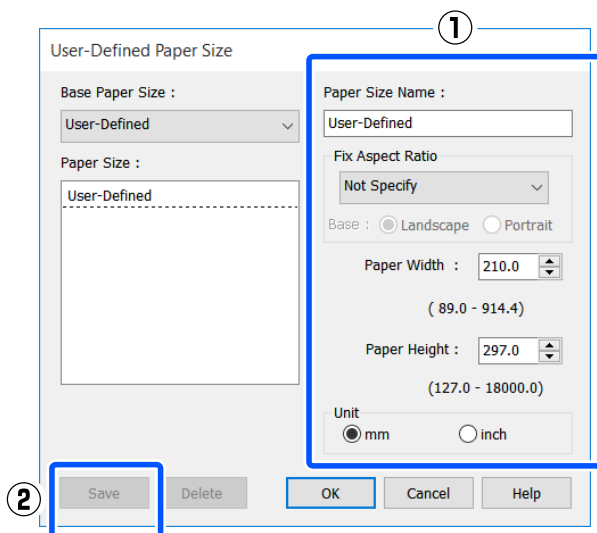 ①
User-Defined Paper Size
Base Paper Size :
User-Defined
Paper Size :
User-Defined
Paper Size Name :
User-Defined
Fix Aspect Ratio
Not Specify
Base : Landscape Portrait
Paper Width : 210.0
( 89.0 - 914.4)
Paper Height : 297.0
(127.0 - 18000.0)
Unit
mm inch
②
Save Delete OK Cancel Help